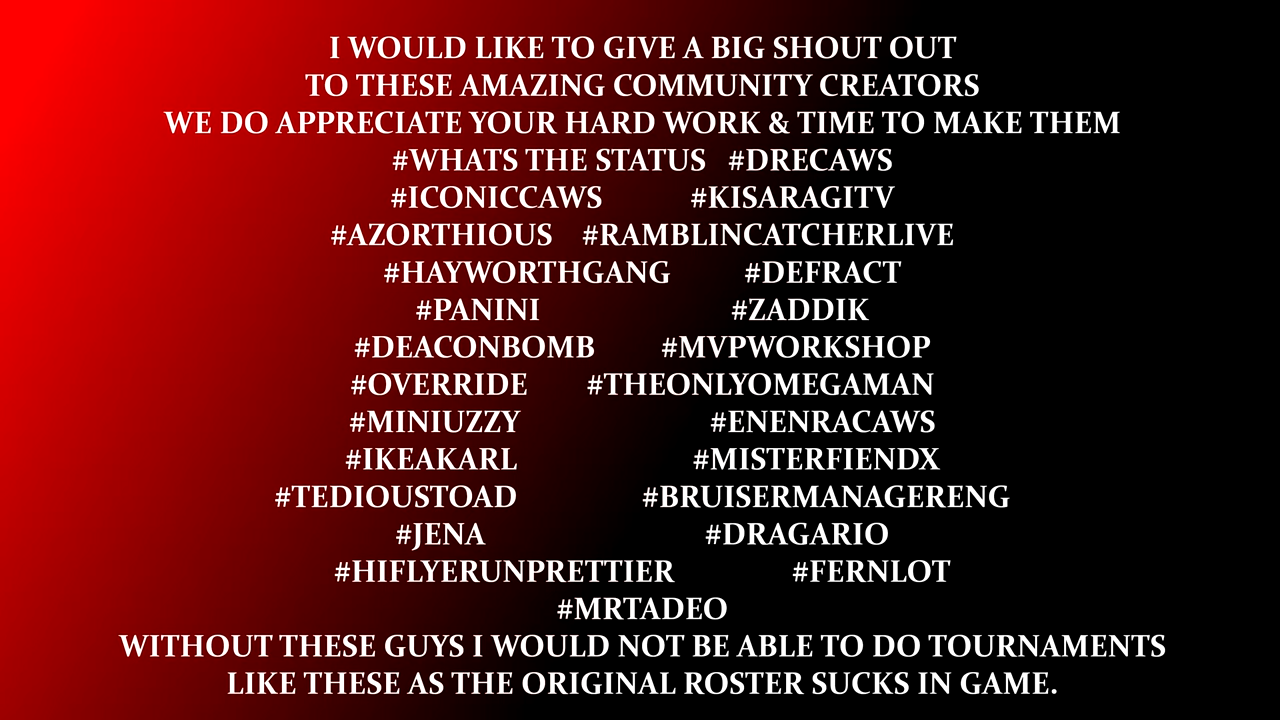 I WOULD LIKE TO GIVE A BIG SHOUT OUT
TO THESE AMAZING COMMUNITY CREATORS
WE DO APPRECIATE YOUR HARD WORK & TIME TO MAKE THEM
#WHATS THE STATUS #DRECAWS
#ICONICCAWS #KISARAGITV
#AZORTHIOUS #RAMBLINCATCHERLIVE
#HAYWORTHGANG #DEFRACT
#PANINI #ZADDIK
#DEACONBOMB #MVPWORKSHOP
#OVERRIDE #THEONLYOMEGAMAN
#MINIUZZY #ENENRACAWS
#IKEAKARL #MISTERFIENDX
#TEDIOUSTOAD #BRUISERMANAGERENG
#JENA #DRAGARIO
#HIFLYERUNPRETTIER #FERNLOT
#MRTADEO
WITHOUT THESE GUYS I WOULD NOT BE ABLE TO DO TOURNAMENTS
LIKE THESE AS THE ORIGINAL ROSTER SUCKS IN GAME.